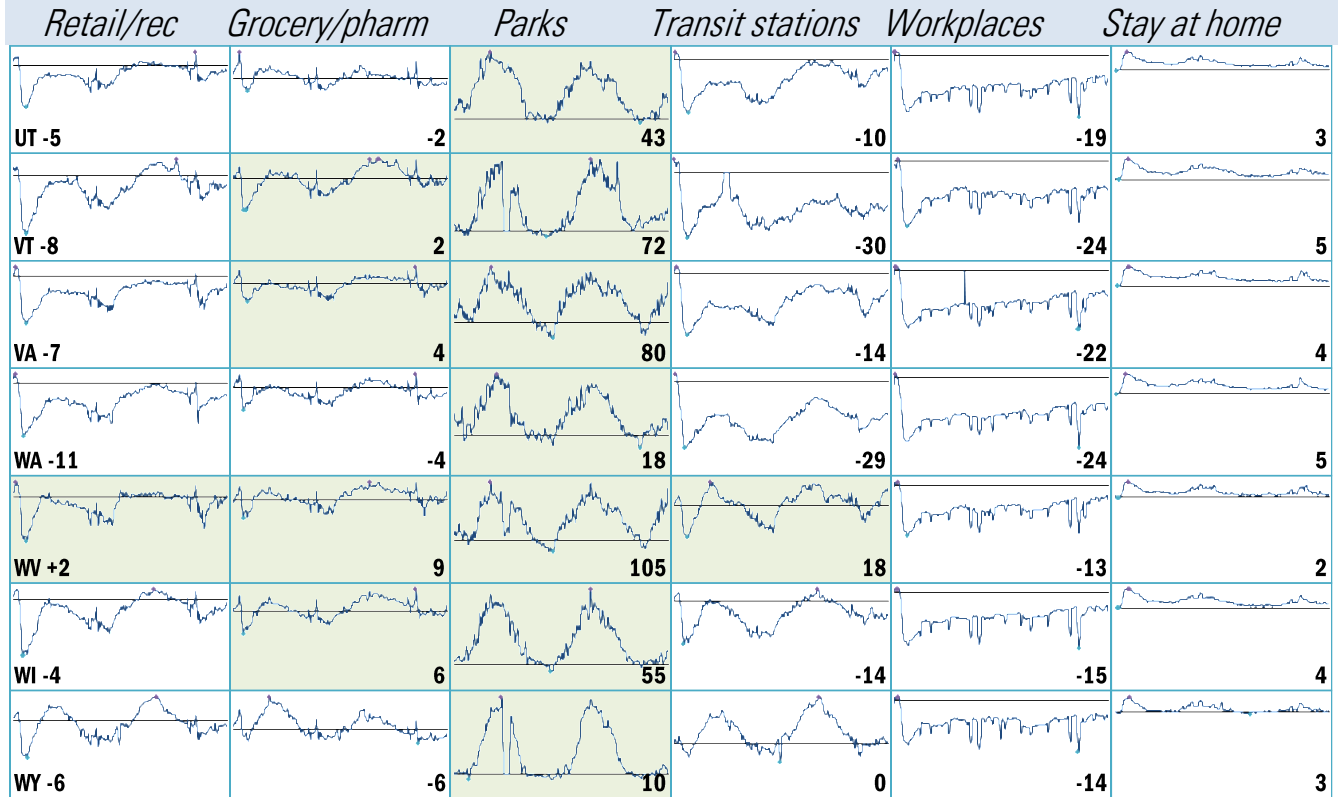 Retail/rec Grocery/pharm Parks Transit stations Workplaces Stay at home
UT -5 -2 43 -10 -19 3
VT -8 2 72 -30 -24 5
VA -7 4 80 -14 -22 4
WA -11 -4 18 -29 -24 5
WV +2 9 105 18 -13 2
WI -4 6 55 -14 -15 4
WY -6 -6 10 0 -14 3